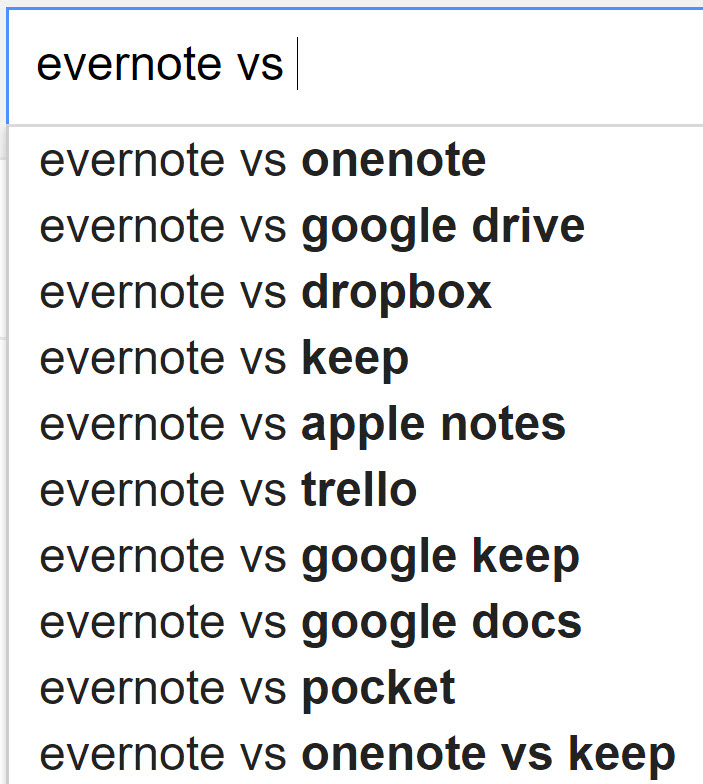 evernote vs
evernote vs onenote
evernote vs google drive
evernote vs dropbox
evernote vs keep
evernote vs apple notes
evernote vs trello
evernote vs google keep
evernote vs google docs
evernote vs pocket
evernote vs onenote vs keep